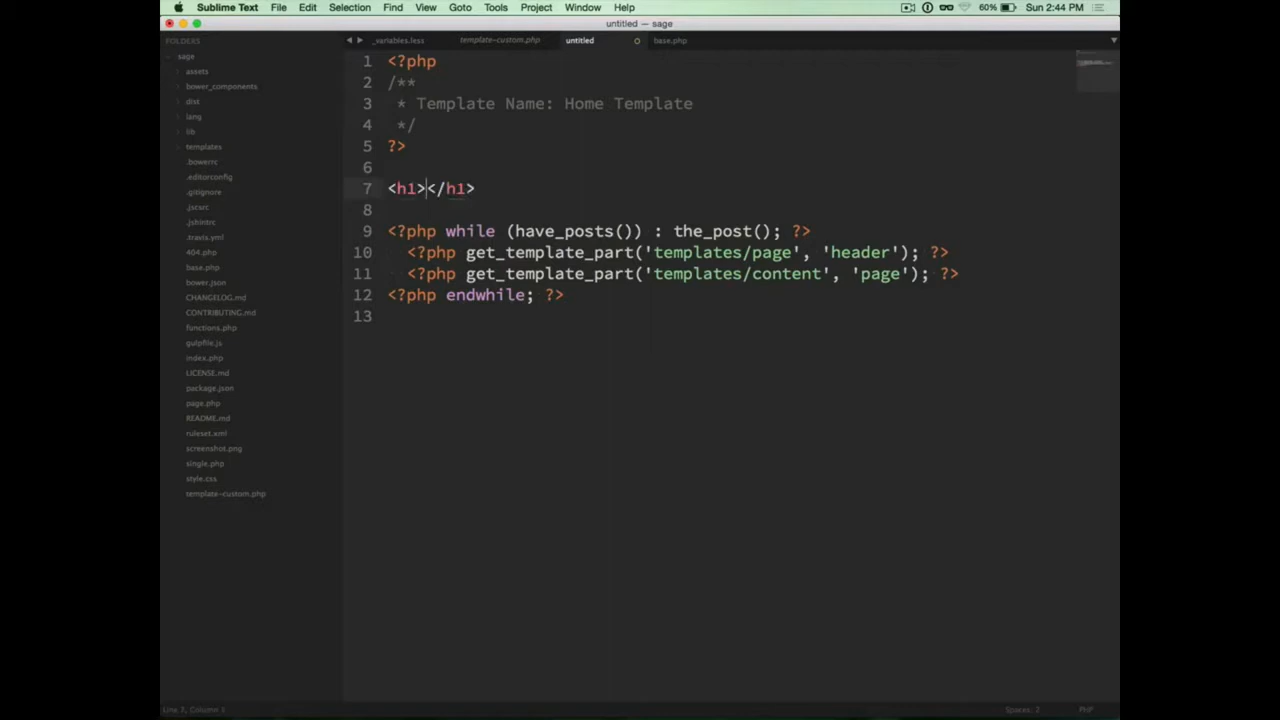 Sublime Text File Edit Selection Find View Goto Tools Project Window Help 60% Sun 2:44 PM
untitled — sage
FOLDERS
sage
assets
bower_components
dist
lang
lib
templates
.bowerrc
.editorconfig
.gitignore
.jscsrc
.jshintrc
.travis.yml
404.php
base.php
bower.json
CHANGELOG.md
CONTRIBUTING.md
functions.php
gulpfile.js
index.php
LICENSE.md
package.json
page.php
README.md
ruleset.xml
screenshot.png
single.php
style.css
template-custom.php
_variables.less template-custom.php untitled base.php
1 <?php
2 /**
3 * Template Name: Home Template
4 */
5 ?>
6
7 <h1></h1>
8
9 <?php while (have_posts()) : the_post(); ?>
10 <?php get_template_part('templates/page', 'header'); ?>
11 <?php get_template_part('templates/content', 'page'); ?>
12 <?php endwhile; ?>
13
Spaces: 2 PHP